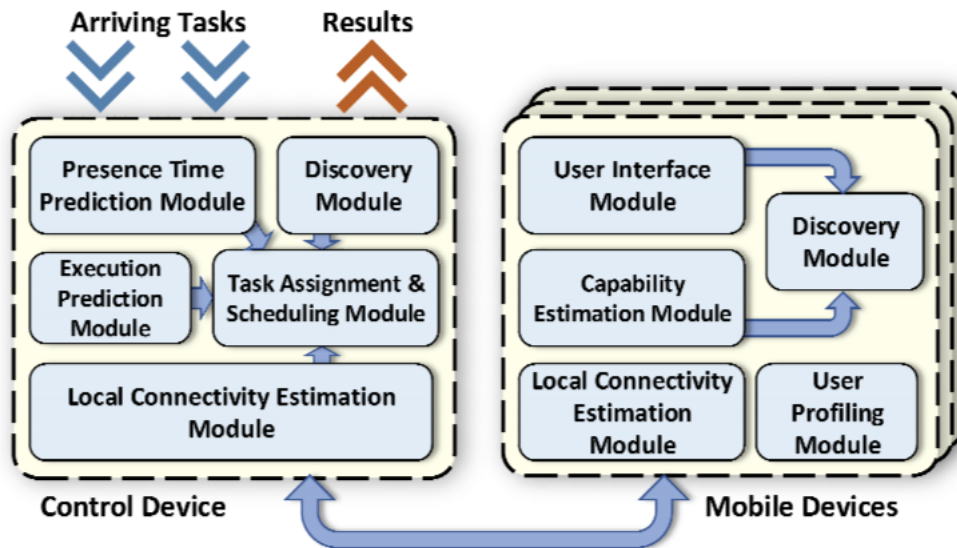 Arriving Tasks
Results
Presence Time
Prediction Module
Discovery
Module
Execution
Prediction
Module
Task Assignment &
Scheduling Module
Local Connectivity Estimation
Module
Control Device
User Interface
Module
Discovery
Module
Capability
Estimation Module
Local Connectivity
Estimation
Module
User
Profiling
Module
Mobile Devices